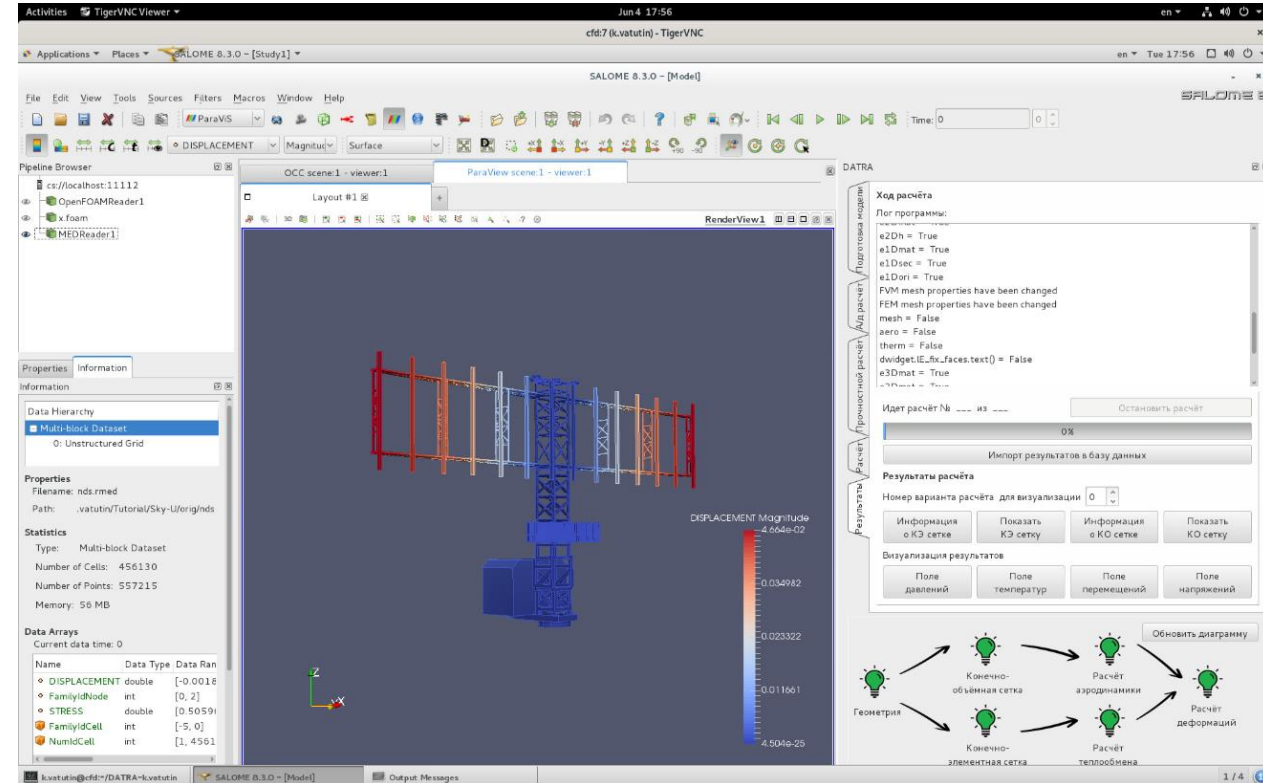 Activities TigerVNC Viewer Jun 4 17:56 en
cfd:7 (k.vatutin) - TigerVNC
Applications Places SALOME 8.3.0 - [Study1] en Tue 17:56
SALOME 8.3.0 - [Model]
File Edit View Tools Sources Filters Macros Window Help
SALOME 8
ParaViS Time: 0 0
DISPLACEMENT Magnitud Surface
Pipeline Browser
cs://localhost:11112
OpenFOAMReader1
x.foam
MEDReader1
Properties Information
Information
Data Hierarchy
Multi-block Dataset
0: Unstructured Grid
Properties
Filename: nds.rmed
Path: .vatutin/Tutorial/Sky-U/orig/nds
Statistics
Type: Multi-block Dataset
Number of Cells: 456130
Number of Points: 557215
Memory: 56 MB
Data Arrays
Current data time: 0
Name Data Type Data Ran
DISPLACEMENT double [-0.0018
FamilyIdNode int [0, 2]
STRESS double [0.5059
FamilyIdCell int [-5, 0]
NumIdCell int [1, 4561
OCC scene:1 - viewer:1 ParaView scene:1 - viewer:1
Layout #1 +
3D RenderView1
DISPLACEMENT Magnitude
4.664e-02
0.034982
0.023322
0.011661
4.504e-25
Z
X
DATRA
Подготовка модели
А/д расчёт
Прочностной расчёт
Расчёт
Результаты
Ход расчёта
Лог программы:
e2Dh = True
e1Dmat = True
e1Dsec = True
e1Dori = True
FVM mesh properties have been changed
FEM mesh properties have been changed
mesh = False
aero = False
therm = False
dwidget.lE_fix_faces.text() = False
e3Dmat = True
Идет расчёт № ___ из ___ Остановить расчёт
0%
Импорт результатов в базу данных
Результаты расчёта
Номер варианта расчёта для визуализации 0
Информация о КЭ сетке
Показать КЭ сетку
Информация о КО сетке
Показать КО сетку
Визуализация результатов
Поле давлений
Поле температур
Поле перемещений
Поле напряжений
Обновить диаграмму
Геометрия
Конечно-
объёмная сетка
Расчёт
аэродинамики
Расчёт
деформаций
Конечно-
элементная сетка
Расчёт
теплообмена
k.vatutin@cfd:~/DATRA-k.vatutin SALOME 8.3.0 - [Model] Output Messages 1 / 4